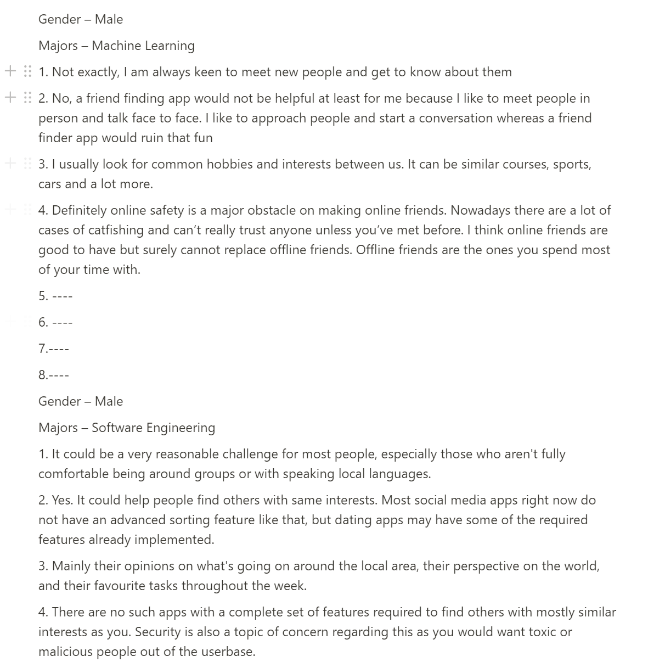 Gender – Male
Majors – Machine Learning
1. Not exactly, I am always keen to meet new people and get to know about them
2. No, a friend finding app would not be helpful at least for me because I like to meet people in
person and talk face to face. I like to approach people and start a conversation whereas a friend
finder app would ruin that fun
3. I usually look for common hobbies and interests between us. It can be similar courses, sports,
cars and a lot more.
4. Definitely online safety is a major obstacle on making online friends. Nowadays there are a lot of
cases of catfishing and can't really trust anyone unless you've met before. I think online friends are
good to have but surely cannot replace offline friends. Offline friends are the ones you spend most
of your time with.
5. ----
6. ----
7.----
8.----
Gender – Male
Majors – Software Engineering
1. It could be a very reasonable challenge for most people, especially those who aren't fully
comfortable being around groups or with speaking local languages.
2. Yes. It could help people find others with same interests. Most social media apps right now do
not have an advanced sorting feature like that, but dating apps may have some of the required
features already implemented.
3. Mainly their opinions on what's going on around the local area, their perspective on the world,
and their favourite tasks throughout the week.
4. There are no such apps with a complete set of features required to find others with mostly similar
interests as you. Security is also a topic of concern regarding this as you would want toxic or
malicious people out of the userbase.